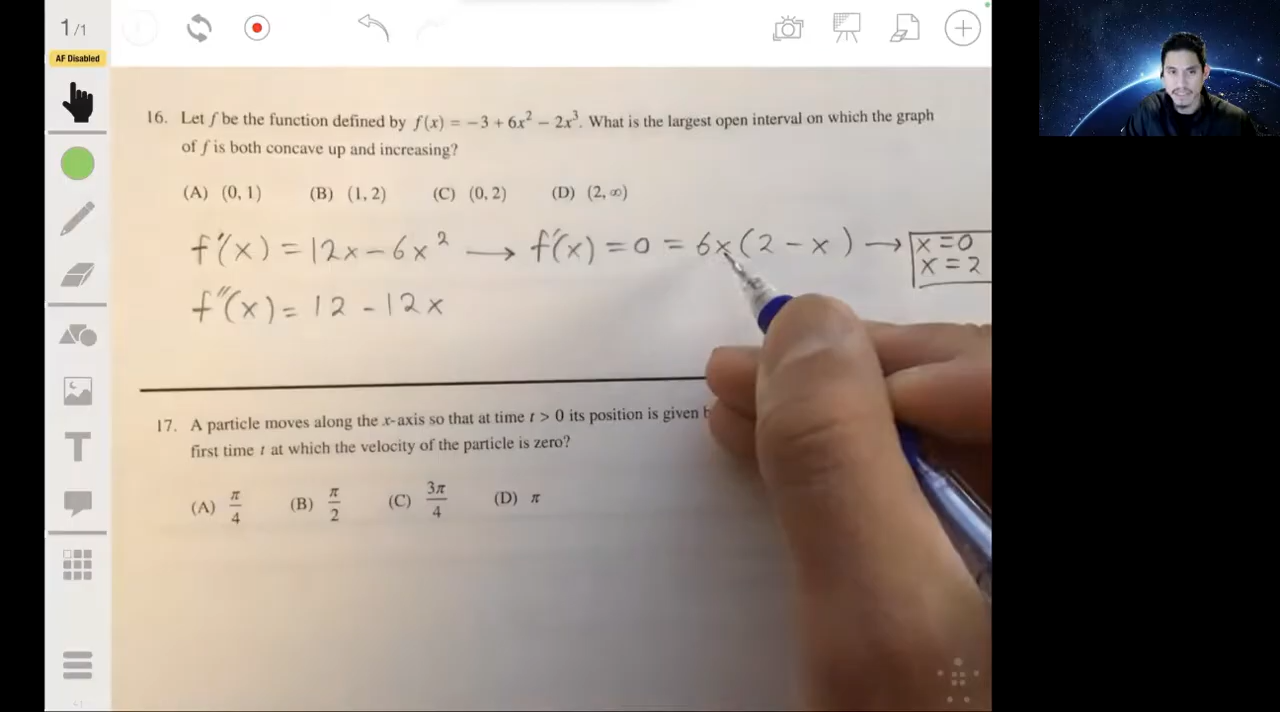 1/1
AF Disabled
16. Let f be the function defined by f(x) = −3 + 6x² − 2x³. What is the largest open interval on which the graph
of f is both concave up and increasing?
(A) (0, 1) (B) (1, 2) (C) (0, 2) (D) (2, ∞)
f'(x) = 12x − 6x² → f'(x) = 0 = 6x(2 − x) → x = 0
x = 2
f''(x) = 12 − 12x
17. A particle moves along the x-axis so that at time t > 0 its position is given
first time t at which the velocity of the particle is zero?
(A) π/4 (B) π/2 (C) 3π/4 (D) π
T